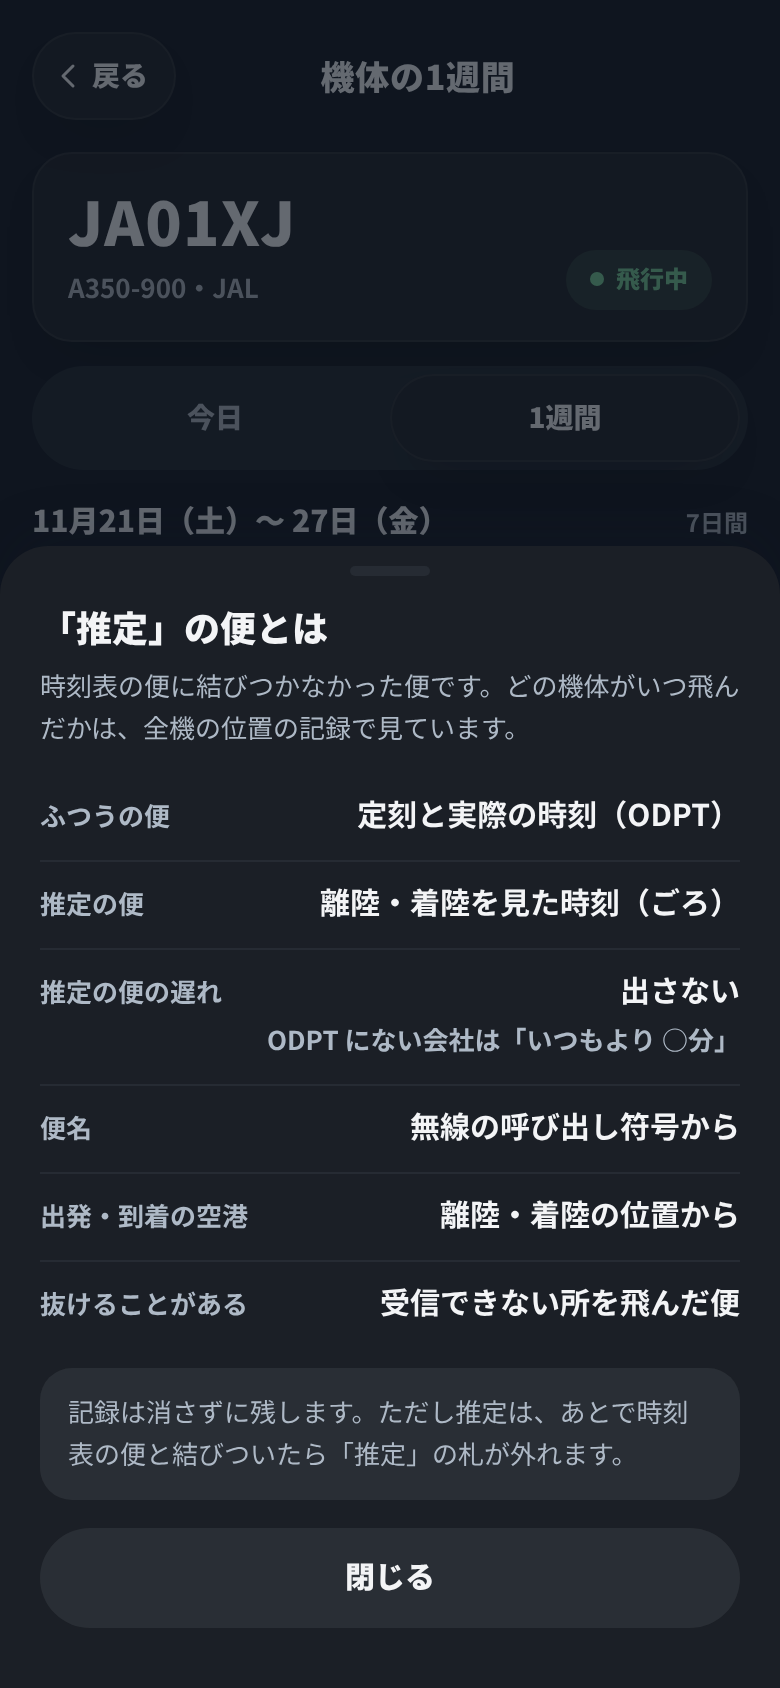 戻る
機体の1週間
JA01XJ
A350-900・JAL
飛行中
今日
1週間
11月21日（土）〜 27日（金）
7日間
「推定」の便とは
時刻表の便に結びつかなかった便です。どの機体がいつ飛ん
だかは、全機の位置の記録で見ています。
ふつうの便
定刻と実際の時刻（ODPT）
推定の便
離陸・着陸を見た時刻（ごろ）
推定の便の遅れ
出さない
ODPT にない会社は「いつもより ◯分」
便名
無線の呼び出し符号から
出発・到着の空港
離陸・着陸の位置から
抜けることがある
受信できない所を飛んだ便
記録は消さずに残します。ただし推定は、あとで時刻
表の便と結びついたら「推定」の札が外れます。
閉じる